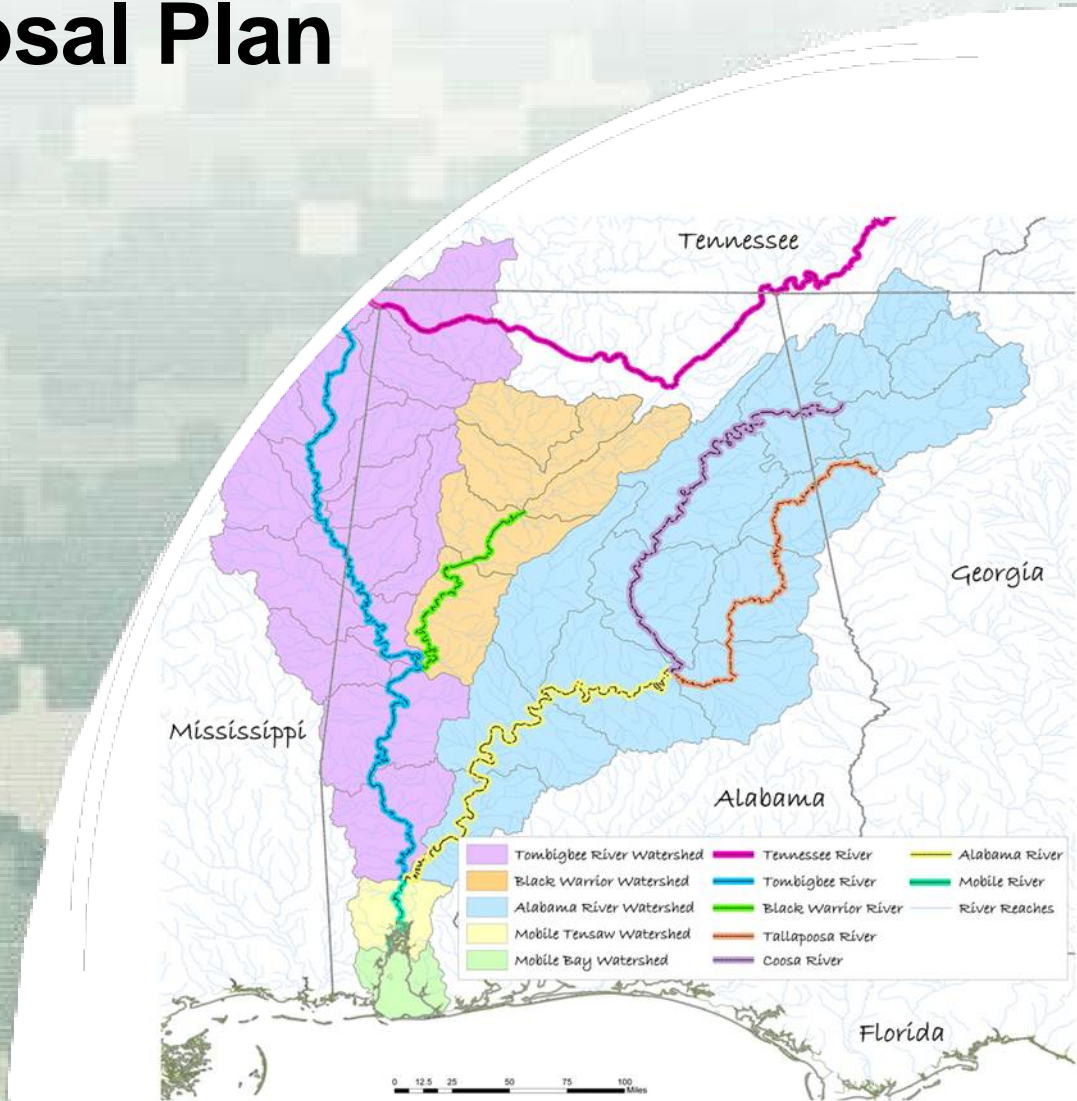 osal Plan
Tennessee
Georgia
Mississippi
Alabama
Tombigbee River Watershed
Black Warrior Watershed
Alabama River Watershed
Mobile Tensaw Watershed
Mobile Bay Watershed
Tennessee River
Tombigbee River
Black Warrior River
Tallapoosa River
Coosa River
Alabama River
Mobile River
River Reaches
Florida
0 12.5 25 50 75 100
Miles